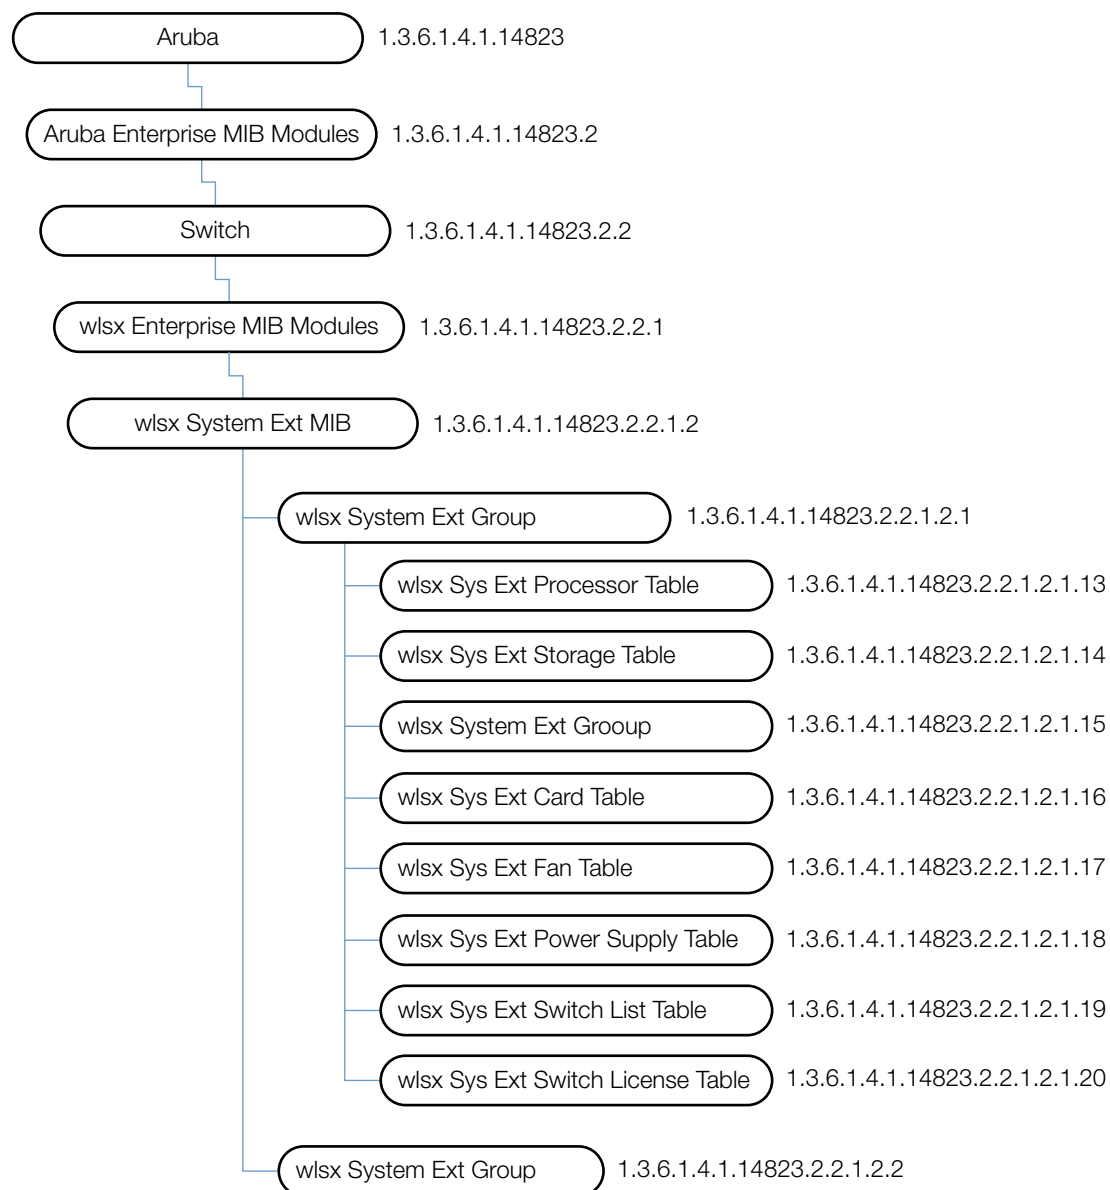 Aruba 1.3.6.1.4.1.14823
Aruba Enterprise MIB Modules 1.3.6.1.4.1.14823.2
Switch 1.3.6.1.4.1.14823.2.2
wlsx Enterprise MIB Modules 1.3.6.1.4.1.14823.2.2.1
wlsx System Ext MIB 1.3.6.1.4.1.14823.2.2.1.2
wlsx System Ext Group 1.3.6.1.4.1.14823.2.2.1.2.1
wlsx Sys Ext Processor Table 1.3.6.1.4.1.14823.2.2.1.2.1.13
wlsx Sys Ext Storage Table 1.3.6.1.4.1.14823.2.2.1.2.1.14
wlsx System Ext Grooup 1.3.6.1.4.1.14823.2.2.1.2.1.15
wlsx Sys Ext Card Table 1.3.6.1.4.1.14823.2.2.1.2.1.16
wlsx Sys Ext Fan Table 1.3.6.1.4.1.14823.2.2.1.2.1.17
wlsx Sys Ext Power Supply Table 1.3.6.1.4.1.14823.2.2.1.2.1.18
wlsx Sys Ext Switch List Table 1.3.6.1.4.1.14823.2.2.1.2.1.19
wlsx Sys Ext Switch License Table 1.3.6.1.4.1.14823.2.2.1.2.1.20
wlsx System Ext Group 1.3.6.1.4.1.14823.2.2.1.2.2